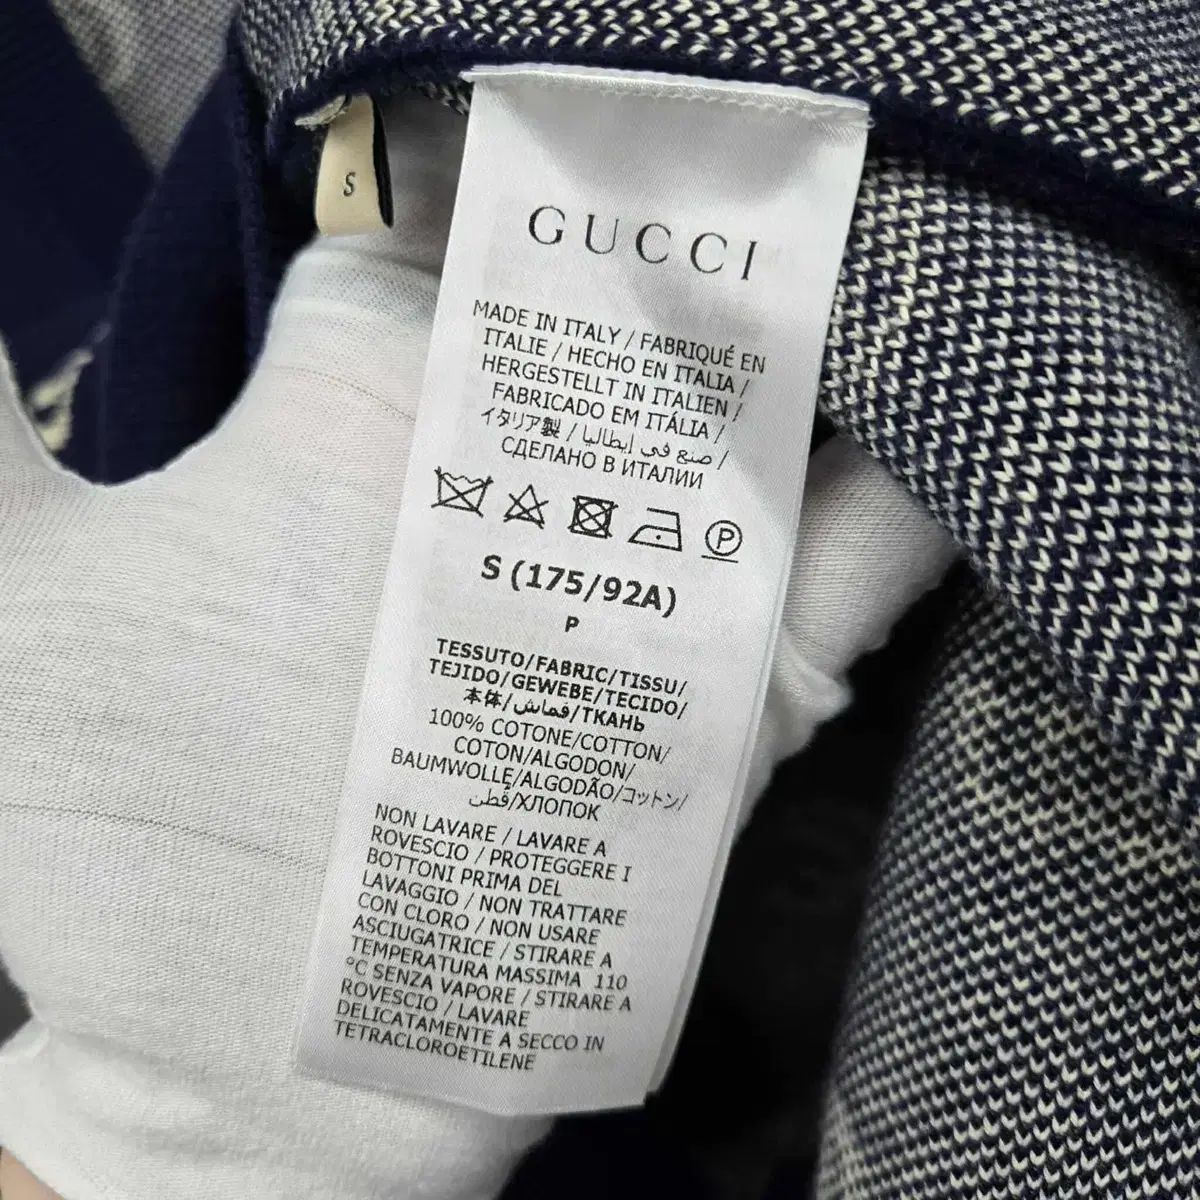 S
GUCCI
MADE IN ITALY / FABRIQUÉ EN
ITALIE / HECHO EN ITALIA /
HERGESTELLT IN ITALIEN /
FABRICADO EM ITÁLIA /
イタリア製 / صنع في إيطاليا /
СДЕЛАНО В ИТАЛИИ
P
S (175/92A)
P
TESSUTO/FABRIC/TISSU/
TEJIDO/GEWEBE/TECIDO/
本体/قماش/ТКАНЬ
100% COTONE/COTTON/
COTON/ALGODON/
BAUMWOLLE/ALGODÃO/コットン/
قطن/ХЛОПОК
NON LAVARE / LAVARE A
ROVESCIO / PROTEGGERE I
BOTTONI PRIMA DEL
LAVAGGIO / NON TRATTARE
CON CLORO / NON USARE
ASCIUGATRICE / STIRARE A
TEMPERATURA MASSIMA 110
°C SENZA VAPORE / STIRARE A
ROVESCIO / LAVARE
DELICATAMENTE A SECCO IN
TETRACLOROETILENE